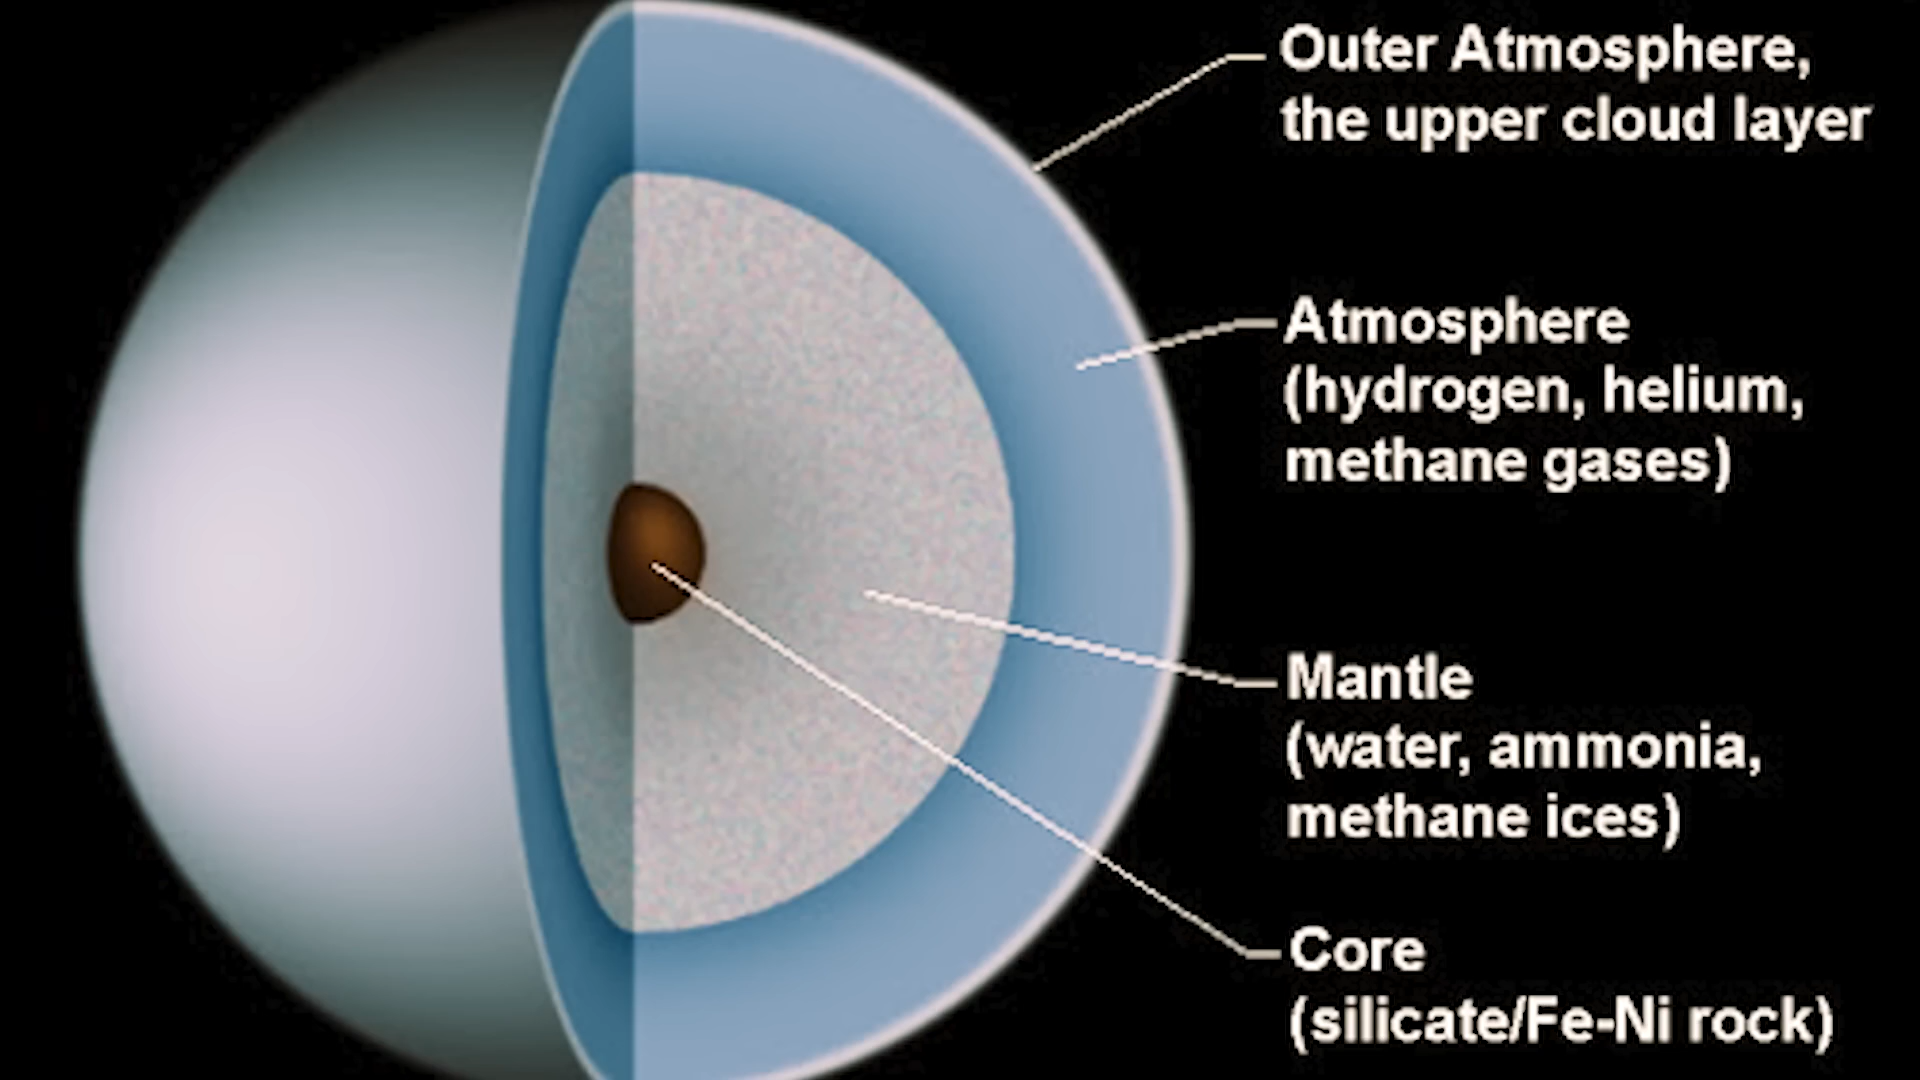 Outer Atmosphere,
the upper cloud layer
Atmosphere
(hydrogen, helium,
methane gases)
Mantle
(water, ammonia,
methane ices)
Core
(silicate/Fe-Ni rock)